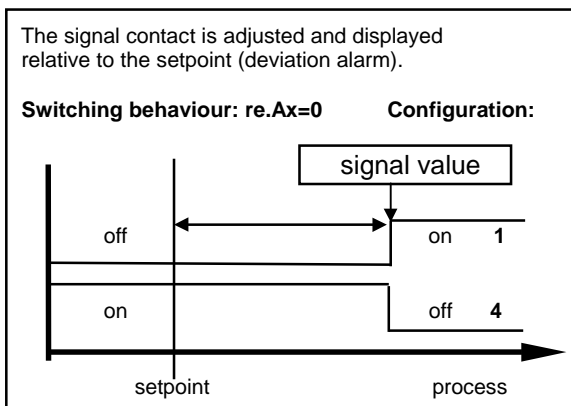 The signal contact is adjusted and displayed
relative to the setpoint (deviation alarm).
Switching behaviour: re.Ax=0 Configuration:
signal value
off on 1
on off 4
setpoint process